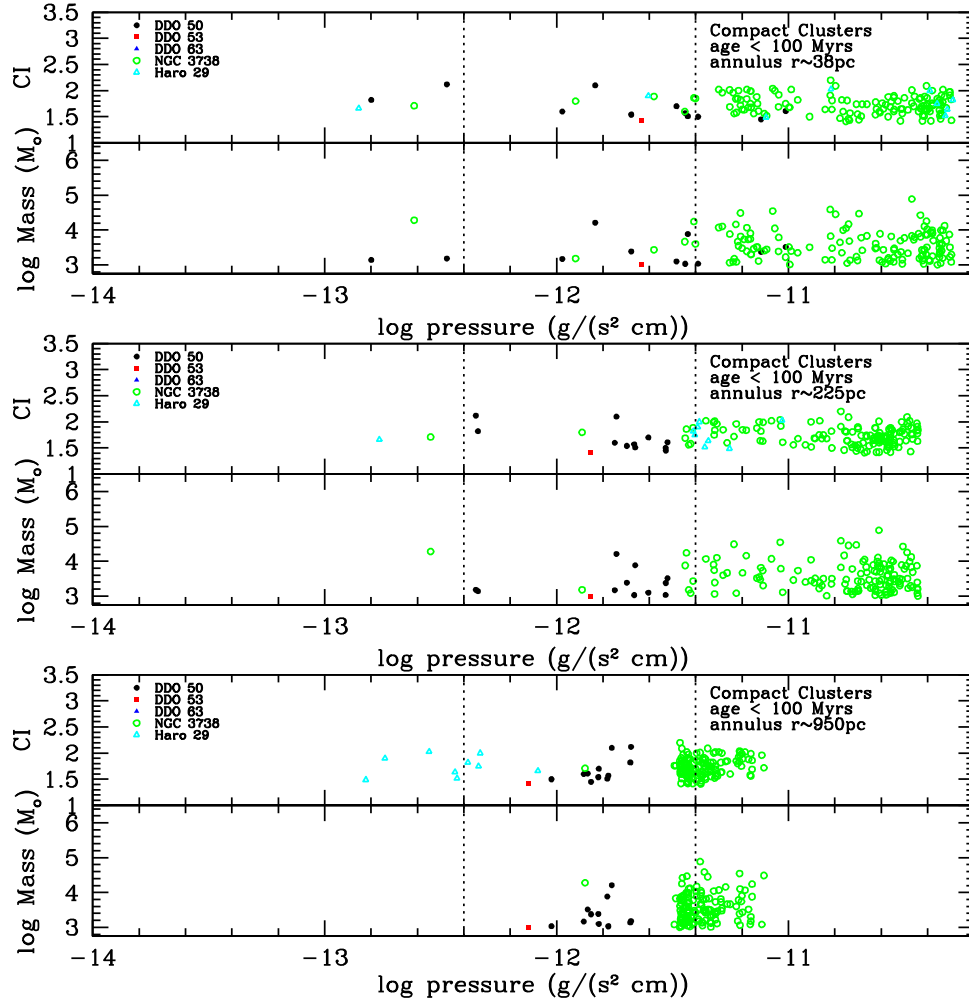 3.5
3
2.5
2
1.5
1
CI
DDO 50
DDO 53
DDO 63
NGC 3738
Haro 29
Compact Clusters
age < 100 Myrs
annulus r~38pc
6
5
4
3
log Mass (M₀)
-14
-13
-12
-11
log pressure (g/(s² cm))
3.5
3
2.5
2
1.5
1
CI
DDO 50
DDO 53
DDO 63
NGC 3738
Haro 29
Compact Clusters
age < 100 Myrs
annulus r~225pc
6
5
4
3
log Mass (M₀)
-14
-13
-12
-11
log pressure (g/(s² cm))
3.5
3
2.5
2
1.5
1
CI
DDO 50
DDO 53
DDO 63
NGC 3738
Haro 29
Compact Clusters
age < 100 Myrs
annulus r~950pc
6
5
4
3
log Mass (M₀)
-14
-13
-12
-11
log pressure (g/(s² cm))